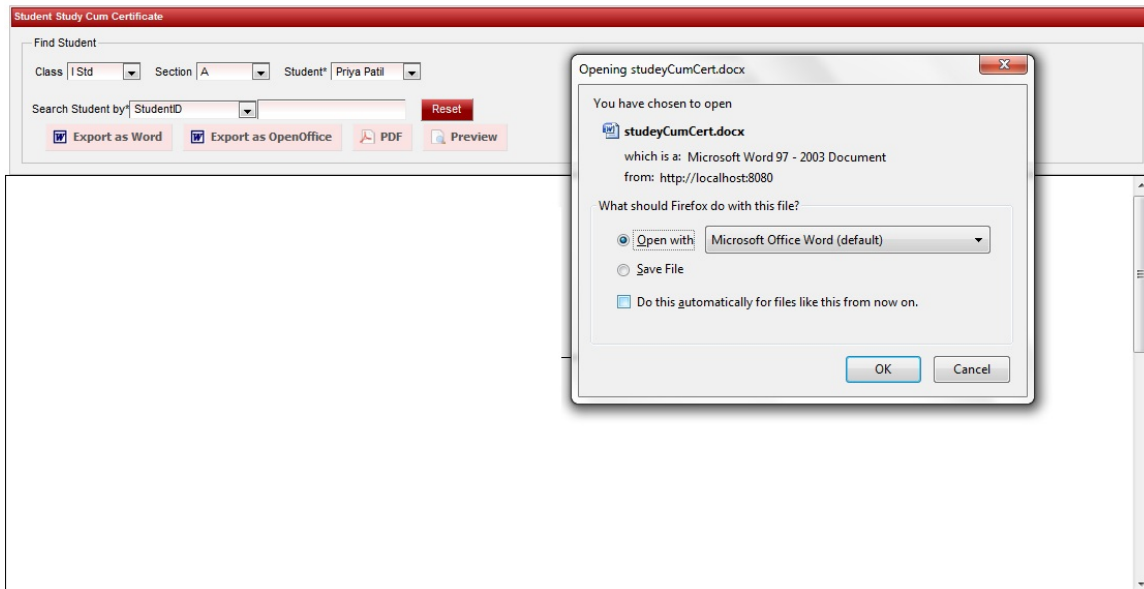 Student Study Cum Certificate
Find Student
Class I Std Section A Student* Priya Patil
Search Student by* StudentID Reset
Export as Word Export as OpenOffice PDF Preview
Opening studeyCumCert.docx
You have chosen to open
studeyCumCert.docx
which is a: Microsoft Word 97 - 2003 Document
from: http://localhost:8080
What should Firefox do with this file?
Open with Microsoft Office Word (default)
Save File
Do this automatically for files like this from now on.
OK Cancel